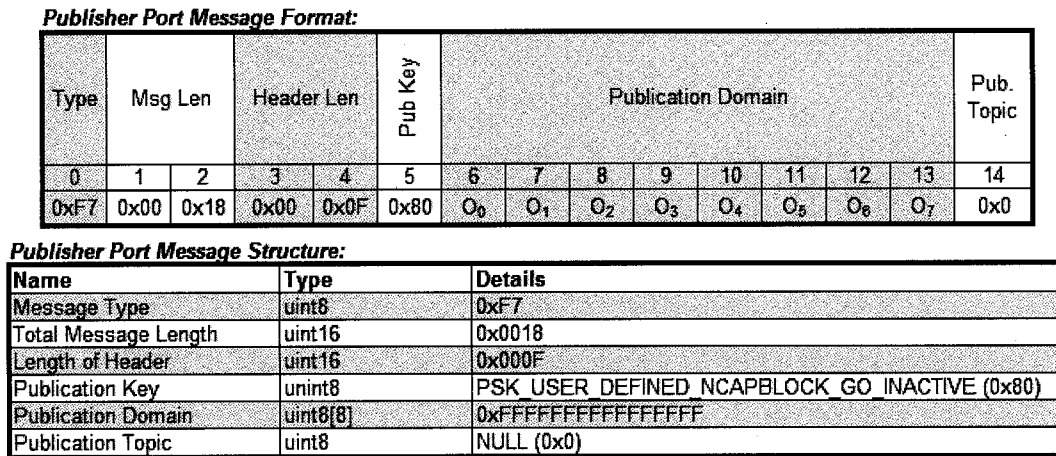 Publisher Port Message Format:
Type Msg Len Header Len Pub Key Publication Domain Pub. Topic
0 1 2 3 4 5 6 7 8 9 10 11 12 13 14
0xF7 0x00 0x18 0x00 0x0F 0x80 O₀ O₁ O₂ O₃ O₄ O₅ O₆ O₇ 0x0
Publisher Port Message Structure:
Name Type Details
Message Type uint8 0xF7
Total Message Length uint16 0x0018
Length of Header uint16 0x000F
Publication Key unint8 PSK_USER_DEFINED_NCAPBLOCK_GO_INACTIVE (0x80)
Publication Domain uint8[8] 0xFFFFFFFFFFFFFFFF
Publication Topic uint8 NULL (0x0)